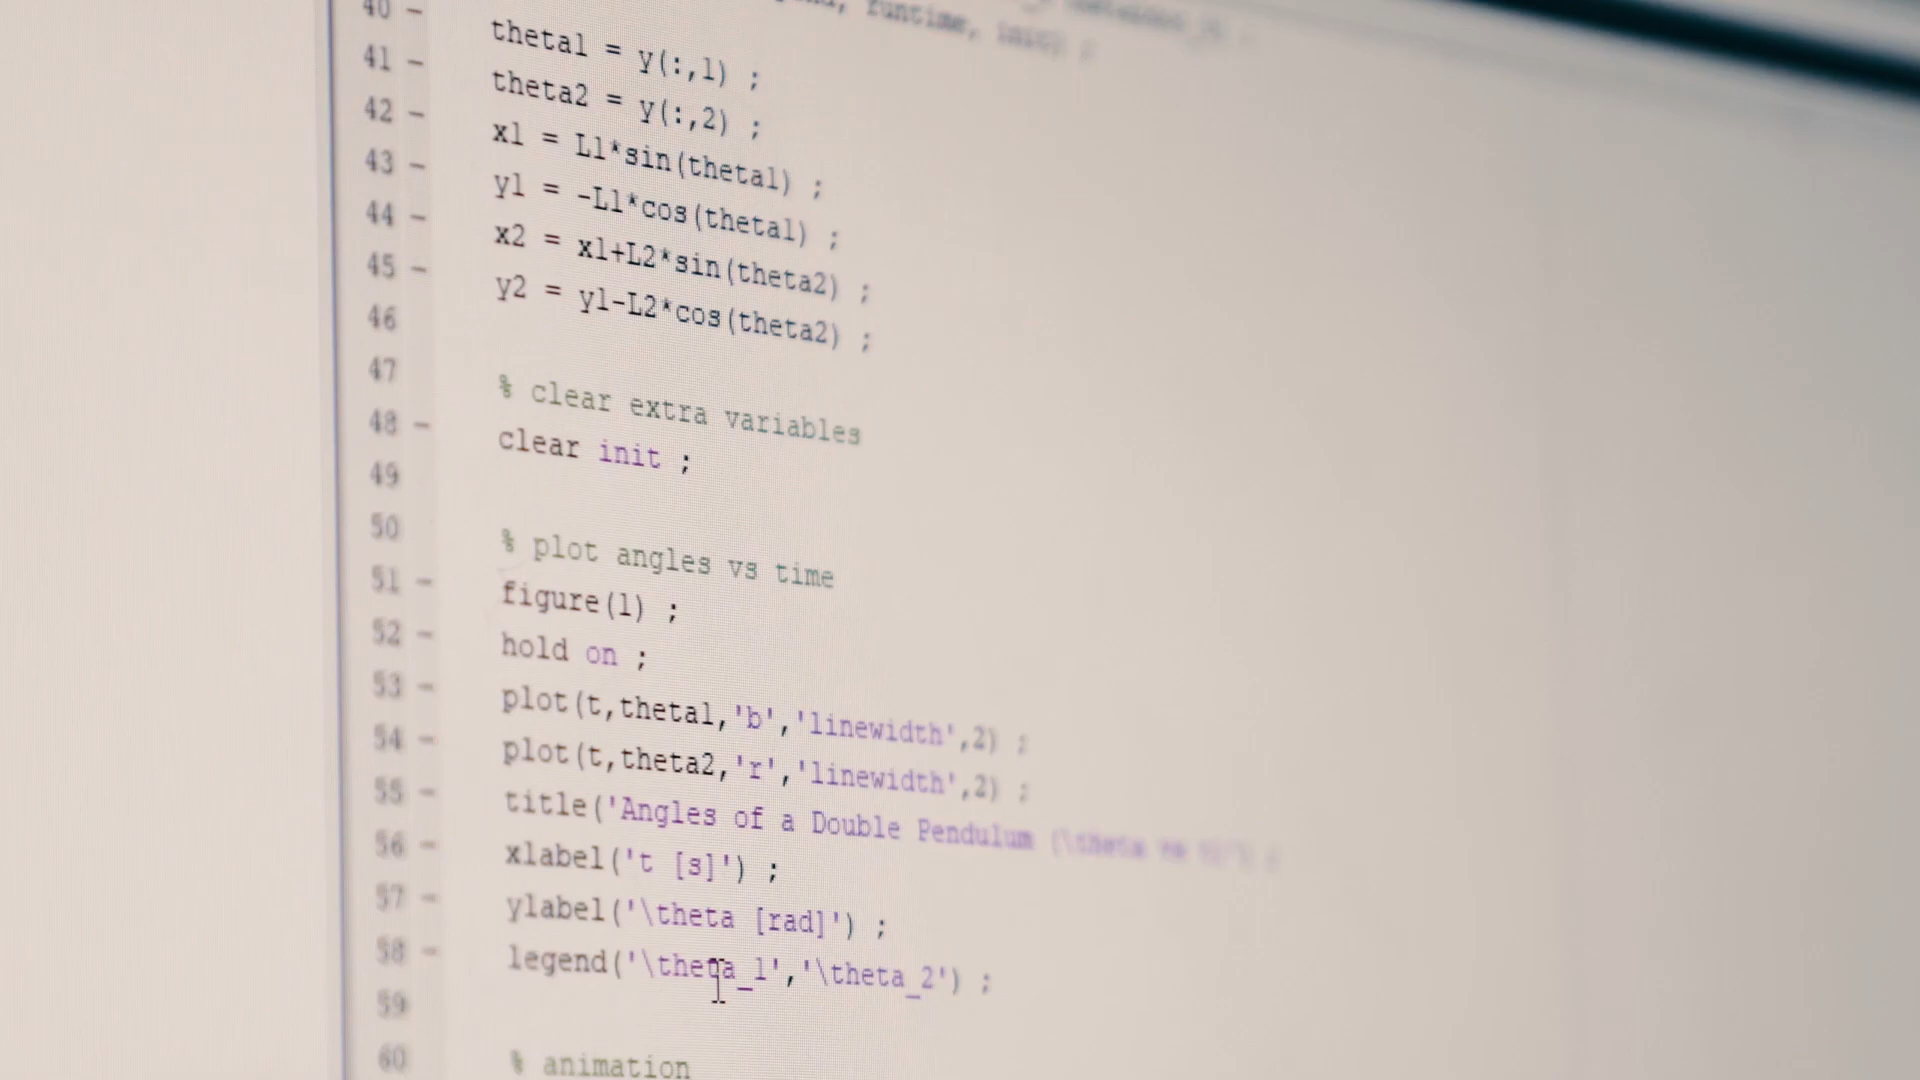 runtime, init) ;
40 - theta1 = y(:,1) ;
41 - theta2 = y(:,2) ;
42 - x1 = L1*sin(theta1) ;
43 - y1 = -L1*cos(theta1) ;
44 - x2 = x1+L2*sin(theta2) ;
45 - y2 = y1-L2*cos(theta2) ;
46
47 % clear extra variables
48 - clear init ;
49
50 % plot angles vs time
51 - figure(1) ;
52 - hold on ;
53 - plot(t,theta1,'b','linewidth',2) ;
54 - plot(t,theta2,'r','linewidth',2) ;
55 - title('Angles of a Double Pendulum (\theta
56 - xlabel('t [s]') ;
57 - ylabel('\theta [rad]') ;
58 - legend('\theta_1','\theta_2') ;
59
60 % animation